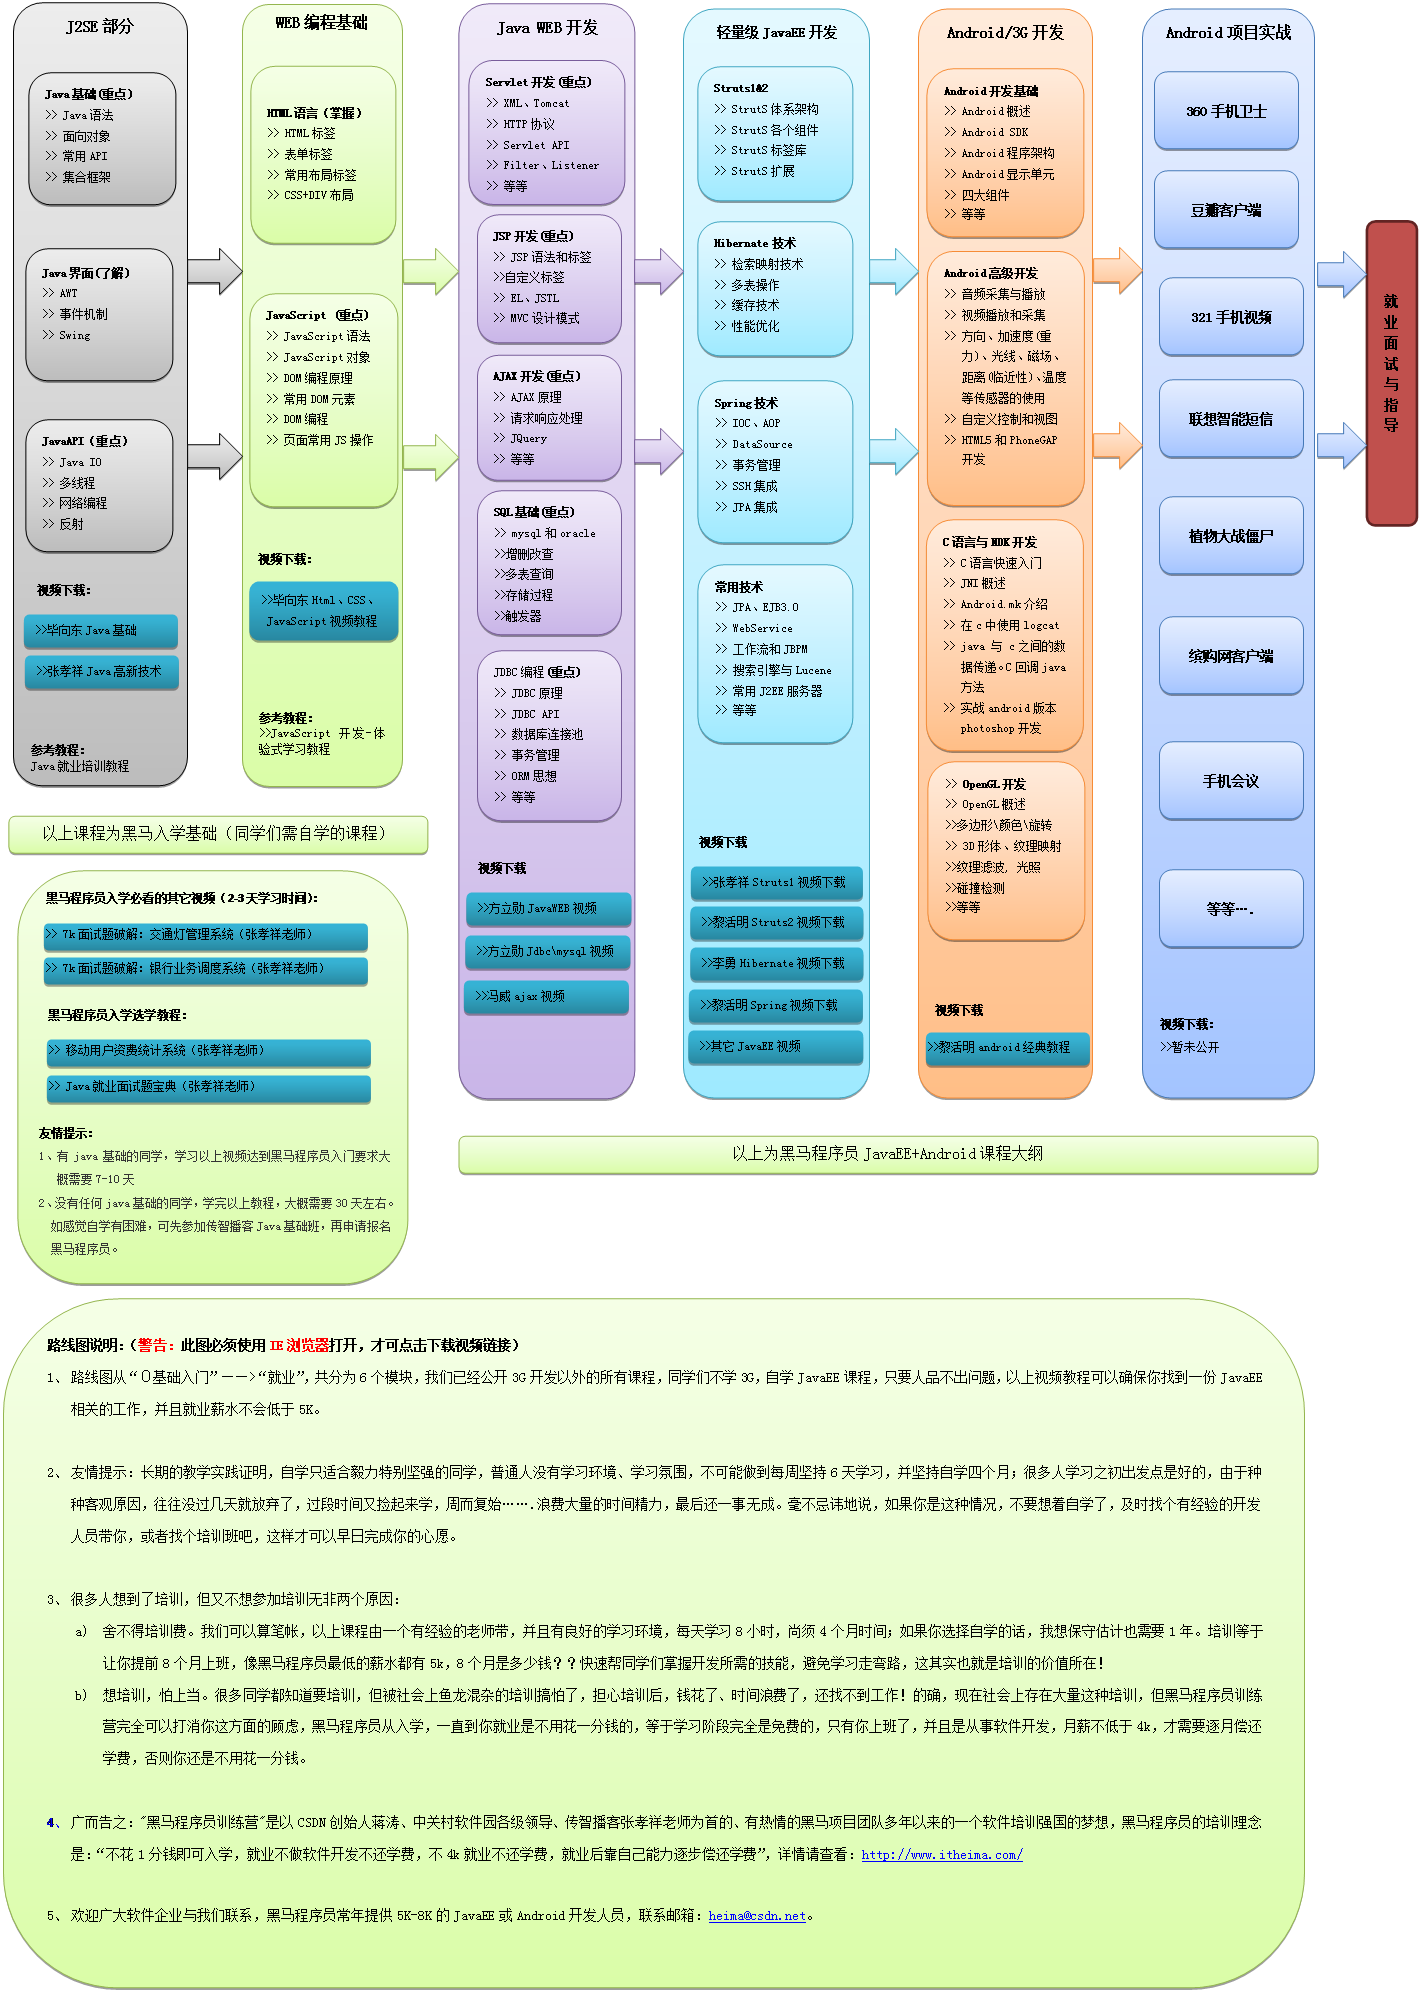 J2SE 部分
Java 基础(重点)
>> Java 语法
>> 面向对象
>> 常用 API
>> 集合框架
Java 界面(了解)
>> AWT
>> 事件机制
>> Swing
JavaAPI（重点）
>> Java IO
>> 多线程
>> 网络编程
>> 反射
视频下载：
>>毕向东 Java 基础
>>张孝祥 Java 高新技术
参考教程：
Java 就业培训教程
WEB 编程基础
HTML 语言（掌握）
>> HTML 标签
>> 表单标签
>> 常用布局标签
>> CSS+DIV 布局
JavaScript （重点）
>> JavaScript 语法
>> JavaScript 对象
>> DOM 编程原理
>> 常用 DOM 元素
>> DOM 编程
>> 页面常用 JS 操作
视频下载：
>>毕向东 Html、CSS、
JavaScript 视频教程
参考教程：
>>JavaScript 开发-体
验式学习教程
Java WEB 开发
Servlet 开发(重点)
>> XML、Tomcat
>> HTTP 协议
>> Servlet API
>> Filter、Listener
>> 等等
JSP 开发(重点)
>> JSP 语法和标签
>>自定义标签
>> EL、JSTL
>> MVC 设计模式
AJAX 开发(重点)
>> AJAX 原理
>> 请求响应处理
>> JQuery
>> 等等
SQL 基础(重点)
>> mysql 和 oracle
>>增删改查
>>多表查询
>>存储过程
>>触发器
JDBC 编程(重点)
>> JDBC 原理
>> JDBC API
>> 数据库连接池
>> 事务管理
>> ORM 思想
>> 等等
视频下载
>>方立勋 JavaWEB 视频
>>方立勋 Jdbc\mysql 视频
>>马威 ajax 视频
轻量级 JavaEE 开发
Struts1&2
>> StrutS 体系架构
>> StrutS 各个组件
>> StrutS 标签库
>> StrutS 扩展
Hibernate 技术
>> 检索映射技术
>> 多表操作
>> 缓存技术
>> 性能优化
Spring 技术
>> IOC、AOP
>> DataSource
>> 事务管理
>> SSH 集成
>> JPA 集成
常用技术
>> JPA、EJB3.0
>> WebService
>> 工作流和 JBPM
>> 搜索引擎与 Lucene
>> 常用 J2EE 服务器
>> 等等
视频下载
>>张孝祥 Struts1 视频下载
>>黎活明 Struts2 视频下载
>>李勇 Hibernate 视频下载
>>黎活明 Spring 视频下载
>>其它 JavaEE 视频
Android/3G 开发
Android 开发基础
>> Android 概述
>> Android SDK
>> Android 程序架构
>> Android 显示单元
>> 四大组件
>> 等等
Android 高级开发
>> 音频采集与播放
>> 视频播放和采集
>> 方向、加速度(重
力)、光线、磁场、
距离(临近性)、温度
等传感器的使用
>> 自定义控制和视图
>> HTML5 和 PhoneGAP
开发
C 语言与 NDK 开发
>> C 语言快速入门
>> JNI 概述
>> Android.mk 介绍
>> 在 c 中使用 logcat
>> java 与 c 之间的数
据传递。C 回调 java
方法
>> 实战 android 版本
photoshop 开发
>> OpenGL 开发
>> OpenGL 概述
>>多边形\颜色\旋转
>> 3D 形体、纹理映射
>>纹理滤波, 光照
>>碰撞检测
>>等等
视频下载
>>黎活明 android 经典教程
Android 项目实战
360 手机卫士
豆瓣客户端
321 手机视频
联想智能短信
植物大战僵尸
缤购网客户端
手机会议
等等….
视频下载：
>>暂未公开
就业面试与指导
以上课程为黑马入学基础（同学们需自学的课程）
黑马程序员入学必看的其它视频（2-3 天学习时间）：
>> 7k 面试题破解：交通灯管理系统（张孝祥老师）
>> 7k 面试题破解：银行业务调度系统（张孝祥老师）
黑马程序员入学选学教程：
>> 移动用户资费统计系统（张孝祥老师）
>> Java 就业面试题宝典（张孝祥老师）
友情提示：
1、有 java 基础的同学，学习以上视频达到黑马程序员入门要求大
概需要 7-10 天
2、没有任何 java 基础的同学，学完以上教程，大概需要 30 天左右。
如感觉自学有困难，可先参加传智播客 Java 基础班，再申请报名
黑马程序员。
以上为黑马程序员 JavaEE+Android 课程大纲
路线图说明：（警告：此图必须使用 IE 浏览器打开，才可点击下载视频链接）
1、 路线图从“０基础入门”——>“就业”，共分为 6 个模块，我们已经公开 3G 开发以外的所有课程，同学们不学 3G，自学 JavaEE 课程，只要人品不出问题，以上视频教程可以确保你找到一份 JavaEE
相关的工作，并且就业薪水不会低于 5K。
2、 友情提示：长期的教学实践证明，自学只适合毅力特别坚强的同学，普通人没有学习环境、学习氛围，不可能做到每周坚持 6 天学习，并坚持自学四个月；很多人学习之初出发点是好的，由于种
种客观原因，往往没过几天就放弃了，过段时间又捡起来学，周而复始…….浪费大量的时间精力，最后还一事无成。毫不忌讳地说，如果你是这种情况，不要想着自学了，及时找个有经验的开发
人员带你，或者找个培训班吧，这样才可以早日完成你的心愿。
3、 很多人想到了培训，但又不想参加培训无非两个原因：
a) 舍不得培训费。我们可以算笔帐，以上课程由一个有经验的老师带，并且有良好的学习环境，每天学习 8 小时，尚须 4 个月时间；如果你选择自学的话，我想保守估计也需要 1 年。培训等于
让你提前 8 个月上班，像黑马程序员最低的薪水都有 5k，8 个月是多少钱？？快速帮同学们掌握开发所需的技能，避免学习走弯路，这其实也就是培训的价值所在！
b) 想培训，怕上当。很多同学都知道要培训，但被社会上鱼龙混杂的培训搞怕了，担心培训后，钱花了、时间浪费了，还找不到工作！的确，现在社会上存在大量这种培训，但黑马程序员训练
营完全可以打消你这方面的顾虑，黑马程序员从入学，一直到你就业是不用花一分钱的，等于学习阶段完全是免费的，只有你上班了，并且是从事软件开发，月薪不低于 4k，才需要逐月偿还
学费，否则你还是不用花一分钱。
4、 广而告之："黑马程序员训练营"是以 CSDN 创始人蒋涛、中关村软件园各级领导、传智播客张孝祥老师为首的、有热情的黑马项目团队多年以来的一个软件培训强国的梦想，黑马程序员的培训理念
是：“不花 1 分钱即可入学，就业不做软件开发不还学费，不 4k 就业不还学费，就业后靠自己能力逐步偿还学费”，详情请查看：http://www.itheima.com/
5、 欢迎广大软件企业与我们联系，黑马程序员常年提供 5K-8K 的 JavaEE 或 Android 开发人员，联系邮箱：heima@csdn.net。